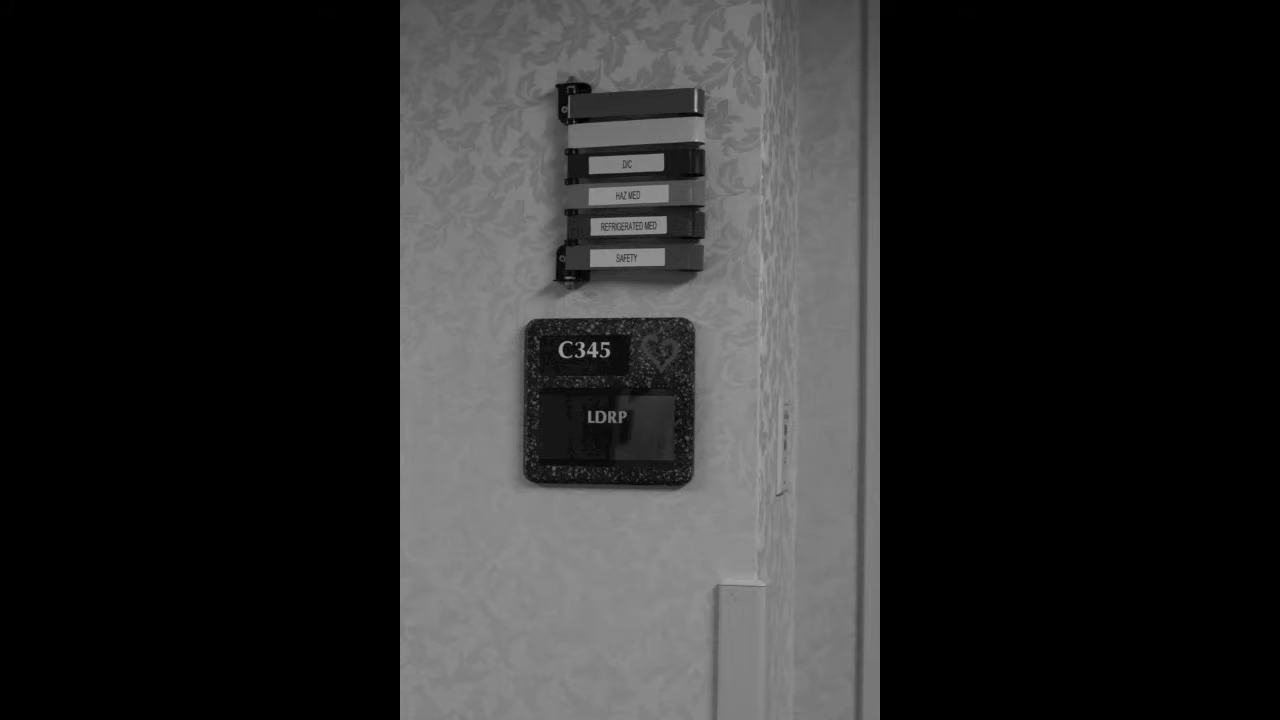 D/C
HAZ MED
REFRIGERATED MED
SAFETY
C345
LDRP